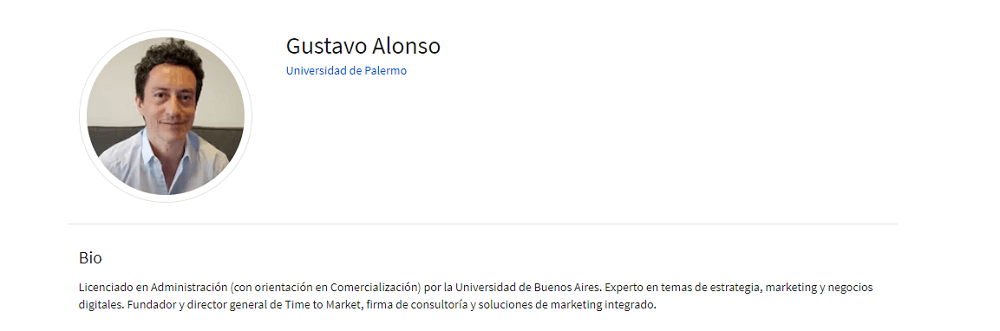 Gustavo Alonso
Universidad de Palermo
Bio
Licenciado en Administración (con orientación en Comercialización) por la Universidad de Buenos Aires. Experto en temas de estrategia, marketing y negocios
digitales. Fundador y director general de Time to Market, firma de consultoría y soluciones de marketing integrado.